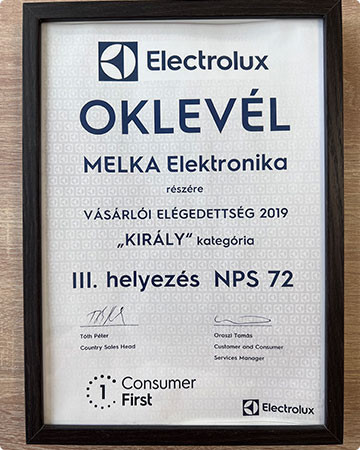 Electrolux
OKLEVÉL
MELKA Elektronika
részére
VÁSÁRLÓI ELÉGEDETTSÉG 2019
„KIRÁLY" kategória
III. helyezés NPS 72
Tóth Péter
Country Sales Head
Oroszi Tamás
Customer and Consumer
Services Manager
1 Consumer
First
Electrolux